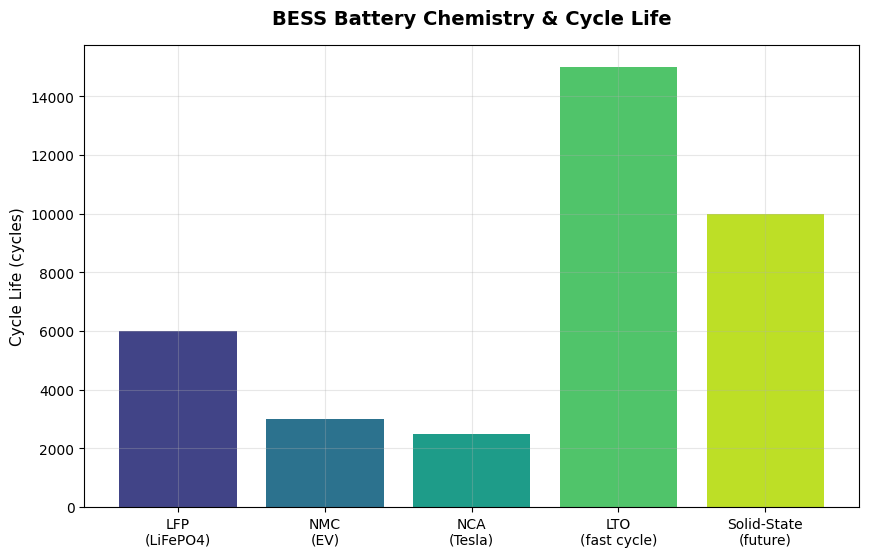 BESS Battery Chemistry & Cycle Life
Cycle Life (cycles)
14000
12000
10000
8000
6000
4000
2000
0
LFP
(LiFePO4)
NMC
(EV)
NCA
(Tesla)
LTO
(fast cycle)
Solid-State
(future)